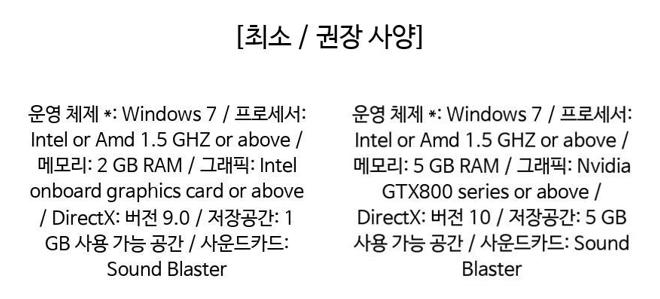 [최소 / 권장 사양]
운영 체제 *: Windows 7 / 프로세서:
Intel or Amd 1.5 GHZ or above /
메모리: 2 GB RAM / 그래픽: Intel
onboard graphics card or above
/ DirectX: 버전 9.0 / 저장공간: 1
GB 사용 가능 공간 / 사운드카드:
Sound Blaster
운영 체제 *: Windows 7 / 프로세서:
Intel or Amd 1.5 GHZ or above /
메모리: 5 GB RAM / 그래픽: Nvidia
GTX800 series or above /
DirectX: 버전 10 / 저장공간: 5 GB
사용 가능 공간 / 사운드카드: Sound
Blaster